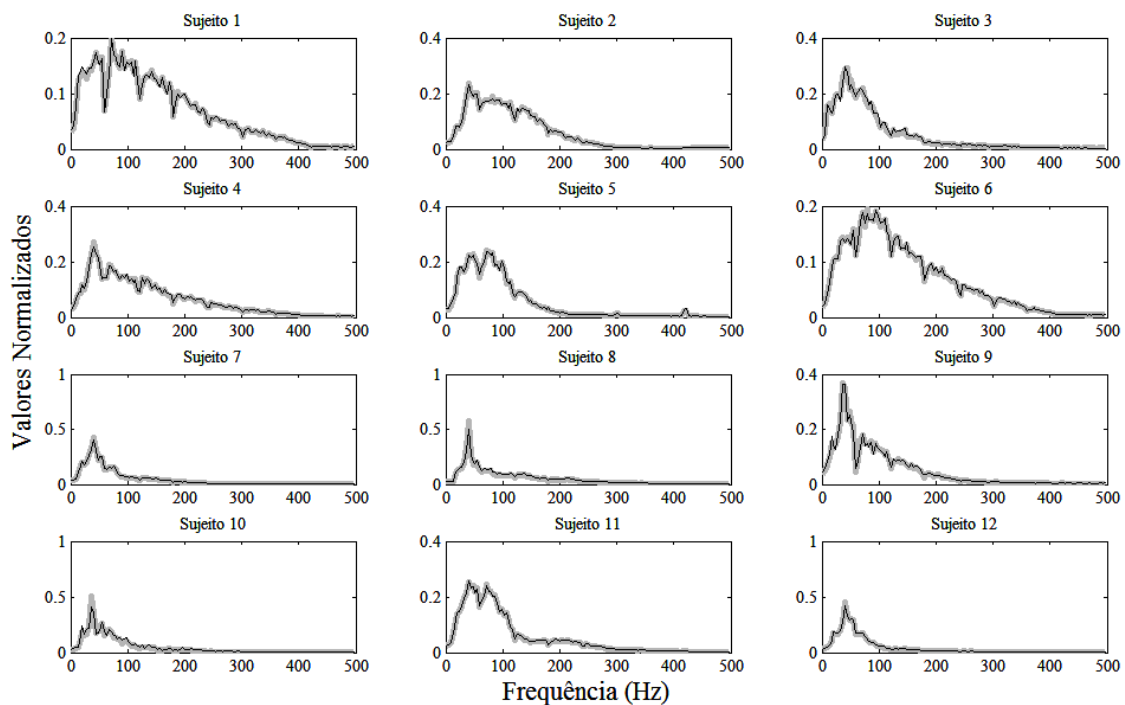 Sujeito 1 Sujeito 2 Sujeito 3
0.2 0.4 0.4
0.1 0.2 0.2
0 0 0
0 100 200 300 400 500 0 100 200 300 400 500 0 100 200 300 400 500
Sujeito 4 Sujeito 5 Sujeito 6
0.4 0.4 0.2
0.2 0.2 0.1
0 0 0
0 100 200 300 400 500 0 100 200 300 400 500 0 100 200 300 400 500
Sujeito 7 Sujeito 8 Sujeito 9
1 1 0.4
0.5 0.5 0.2
0 0 0
0 100 200 300 400 500 0 100 200 300 400 500 0 100 200 300 400 500
Sujeito 10 Sujeito 11 Sujeito 12
1 0.4 1
0.5 0.2 0.5
0 0 0
0 100 200 300 400 500 0 100 200 300 400 500 0 100 200 300 400 500
Valores Normalizados
Frequência (Hz)